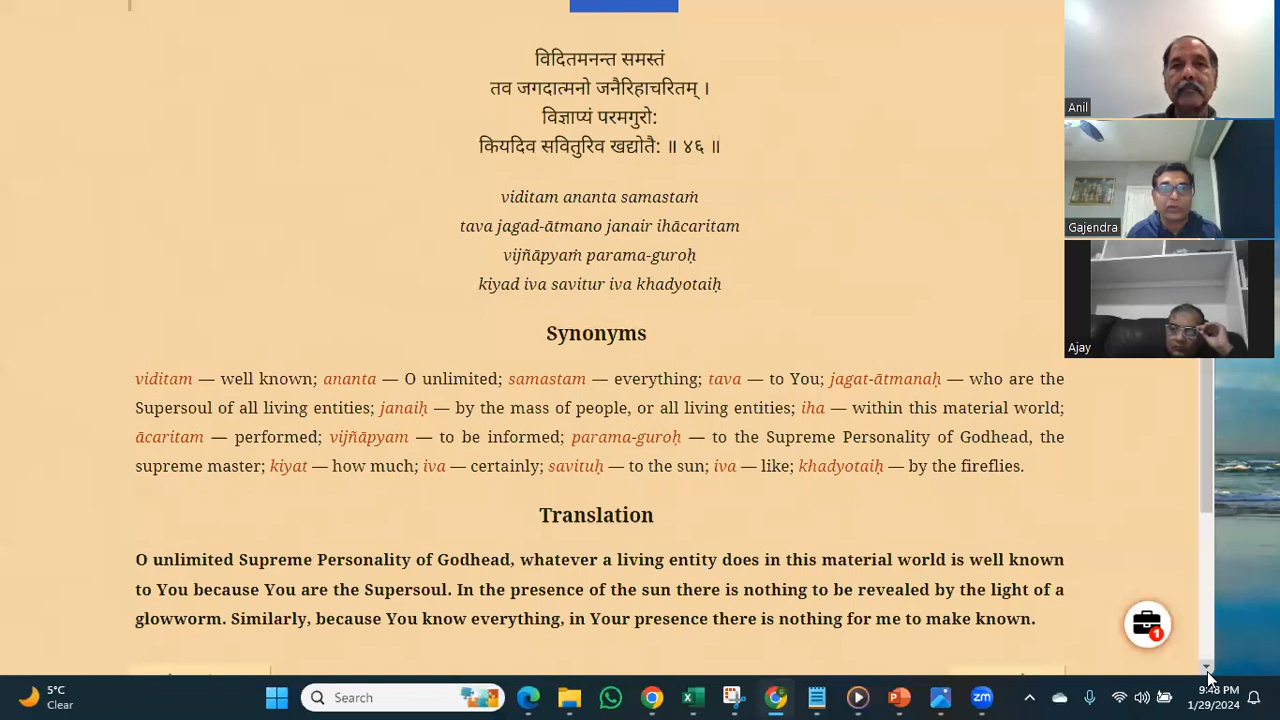 विदितमनन्त समस्तं
तव जगदात्मनो जनैरिहाचरितम् ।
विज्ञाप्यं परमगुरो:
कियदिव सवितुरिव खद्योतै: ॥ ४६ ॥
viditam ananta samastaṁ
tava jagad-ātmano janair ihācaritam
vijñāpyaṁ parama-guroḥ
kiyad iva savitur iva khadyotaiḥ
Synonyms
viditam — well known; ananta — O unlimited; samastam — everything; tava — to You; jagat-ātmanaḥ — who are the
Supersoul of all living entities; janaiḥ — by the mass of people, or all living entities; iha — within this material world;
ācaritam — performed; vijñāpyam — to be informed; parama-guroḥ — to the Supreme Personality of Godhead, the
supreme master; kiyat — how much; iva — certainly; savituḥ — to the sun; iva — like; khadyotaiḥ — by the fireflies.
Translation
O unlimited Supreme Personality of Godhead, whatever a living entity does in this material world is well known
to You because You are the Supersoul. In the presence of the sun there is nothing to be revealed by the light of a
glowworm. Similarly, because You know everything, in Your presence there is nothing for me to make known.
Anil
Gajendra
Ajay
1
5°C
Clear
Search
zm
9:48 PM
1/29/2024